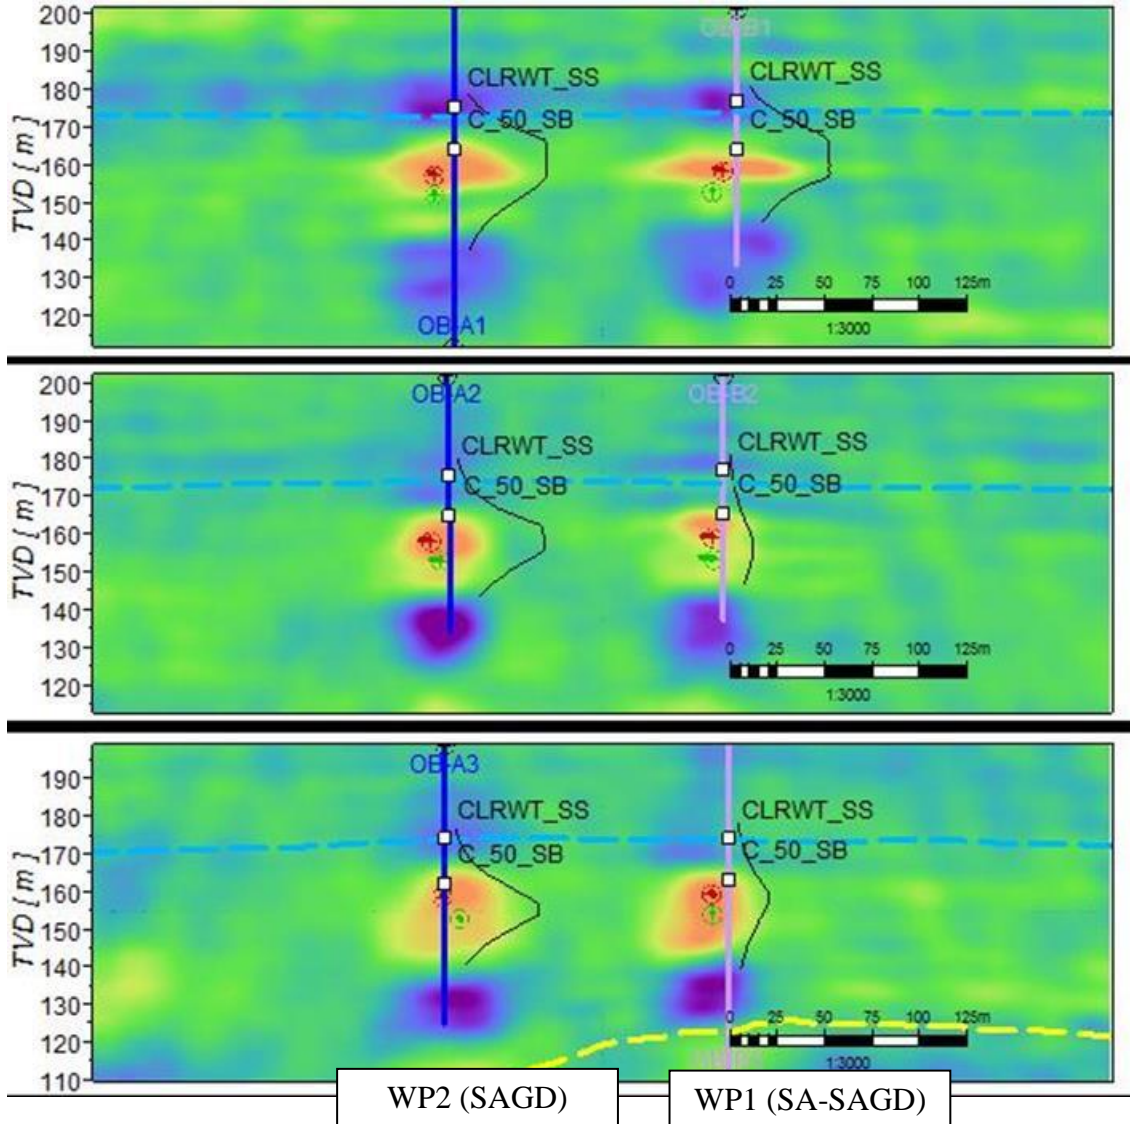 200
190
180
170
160
150
140
130
120
TVD [ m ]
OB-B1
CLRWT_SS
CLRWT_SS
C_50_SB
C_50_SB
OB-A1
0 25 50 75 100 125m
1:3000
200
190
180
170
160
150
140
130
120
TVD [ m ]
OB-A2
OB-B2
CLRWT_SS
CLRWT_SS
C_50_SB
C_50_SB
0 25 50 75 100 125m
1:3000
190
180
170
160
150
140
130
120
110
TVD [ m ]
OB-A3
CLRWT_SS
CLRWT_SS
C_50_SB
C_50_SB
0 25 50 75 100 125m
1:3000
WP2 (SAGD)
WP1 (SA-SAGD)